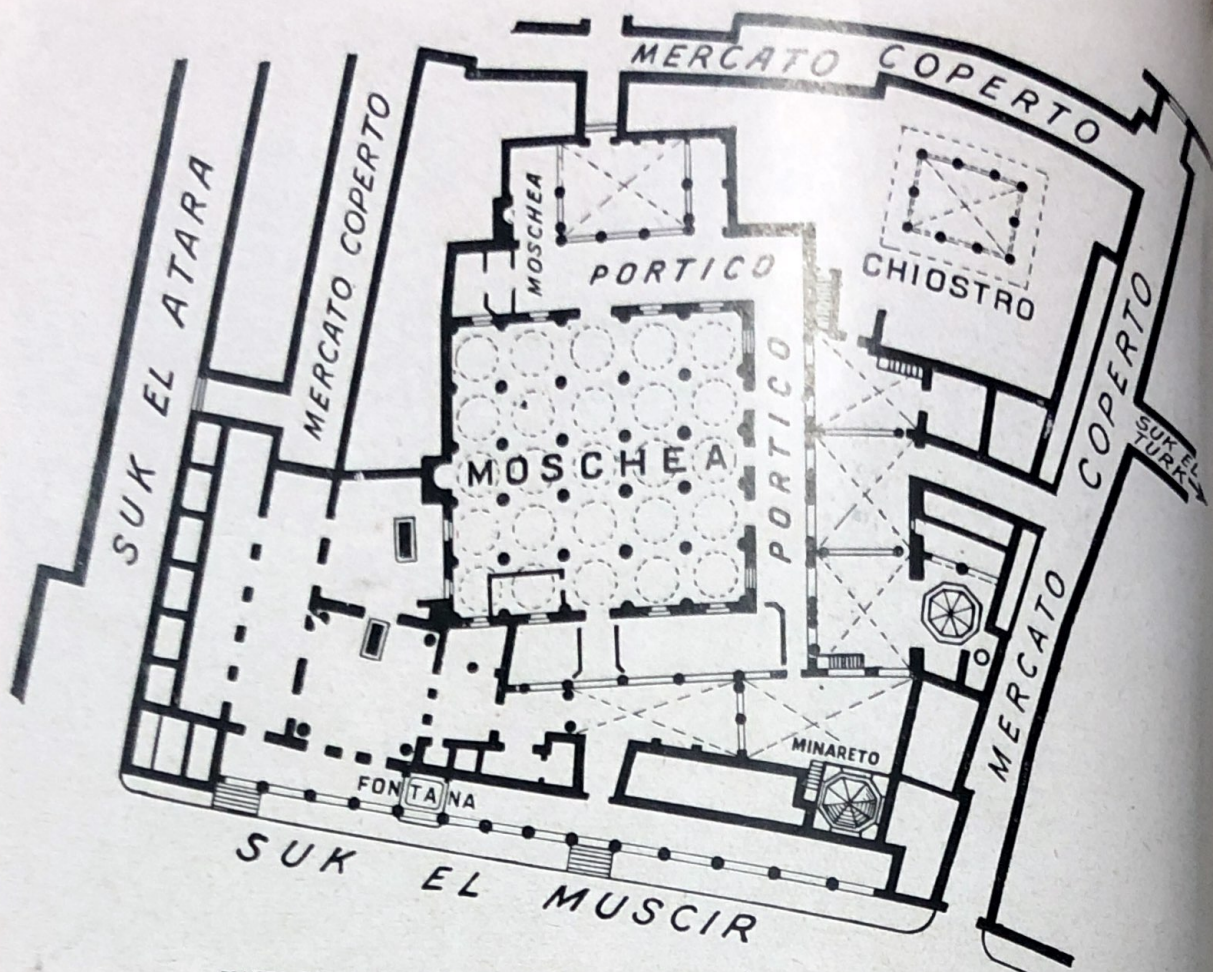 MERCATO COPERTO
MERCATO COPERTO
SUK EL ATARA
MOSCHEA
PORTICO
CHIOSTRO
PORTICO
MOSCHEA
MERCATO COPERTO
SUK EL
TURK
MINARETO
FONTANA
SUK EL MUSCIR